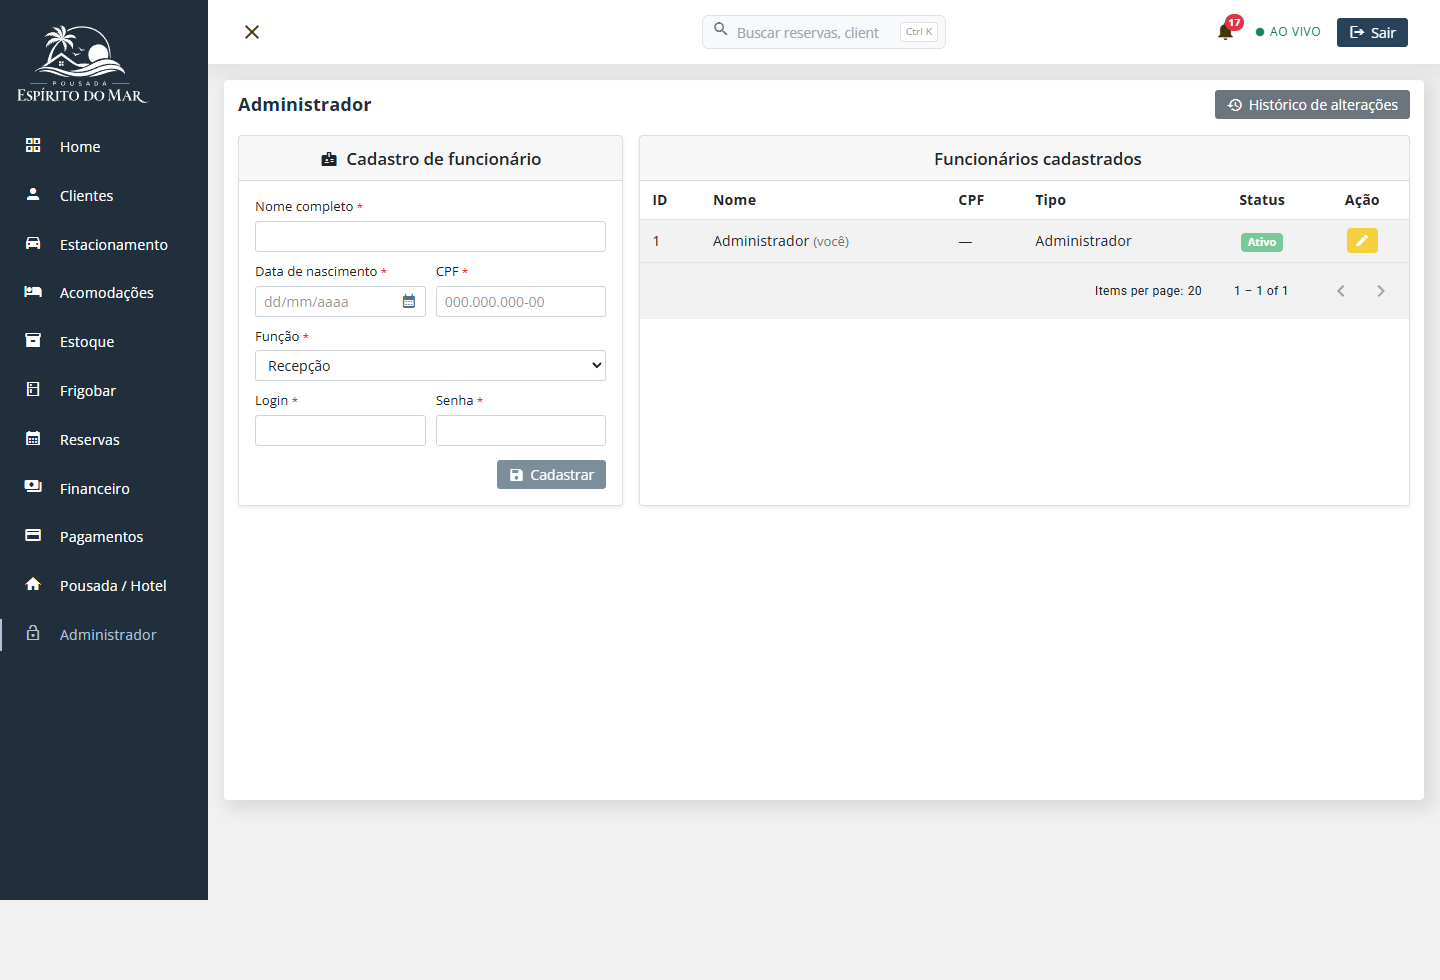 POUSADA
ESPÍRITO DO MAR
Home
Clientes
Estacionamento
Acomodações
Estoque
Frigobar
Reservas
Financeiro
Pagamentos
Pousada / Hotel
Administrador
Buscar reservas, client
Ctrl K
17
AO VIVO
Sair
Administrador
Histórico de alterações
Cadastro de funcionário
Nome completo *
Data de nascimento *
CPF *
dd/mm/aaaa
000.000.000-00
Função *
Recepção
Login *
Senha *
Cadastrar
Funcionários cadastrados
ID Nome CPF Tipo Status Ação
1 Administrador (você) — Administrador Ativo
Items per page: 20 1 – 1 of 1